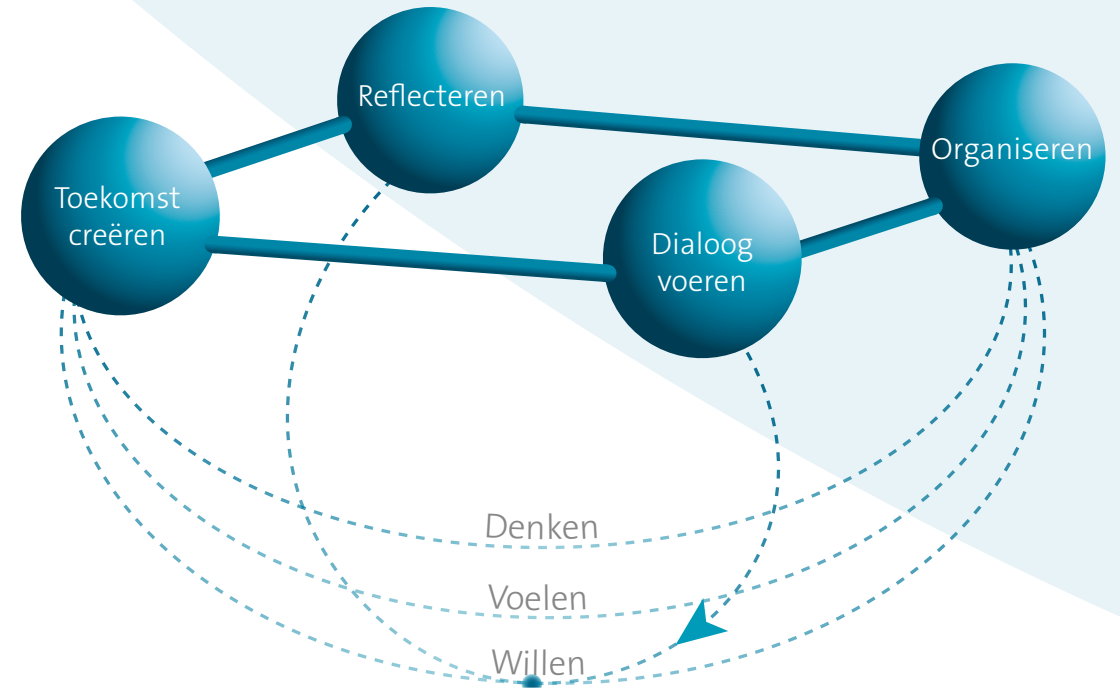 Reflecteren
Organiseren
Toekomst
creëren
Dialoog
voeren
Denken
Voelen
Willen